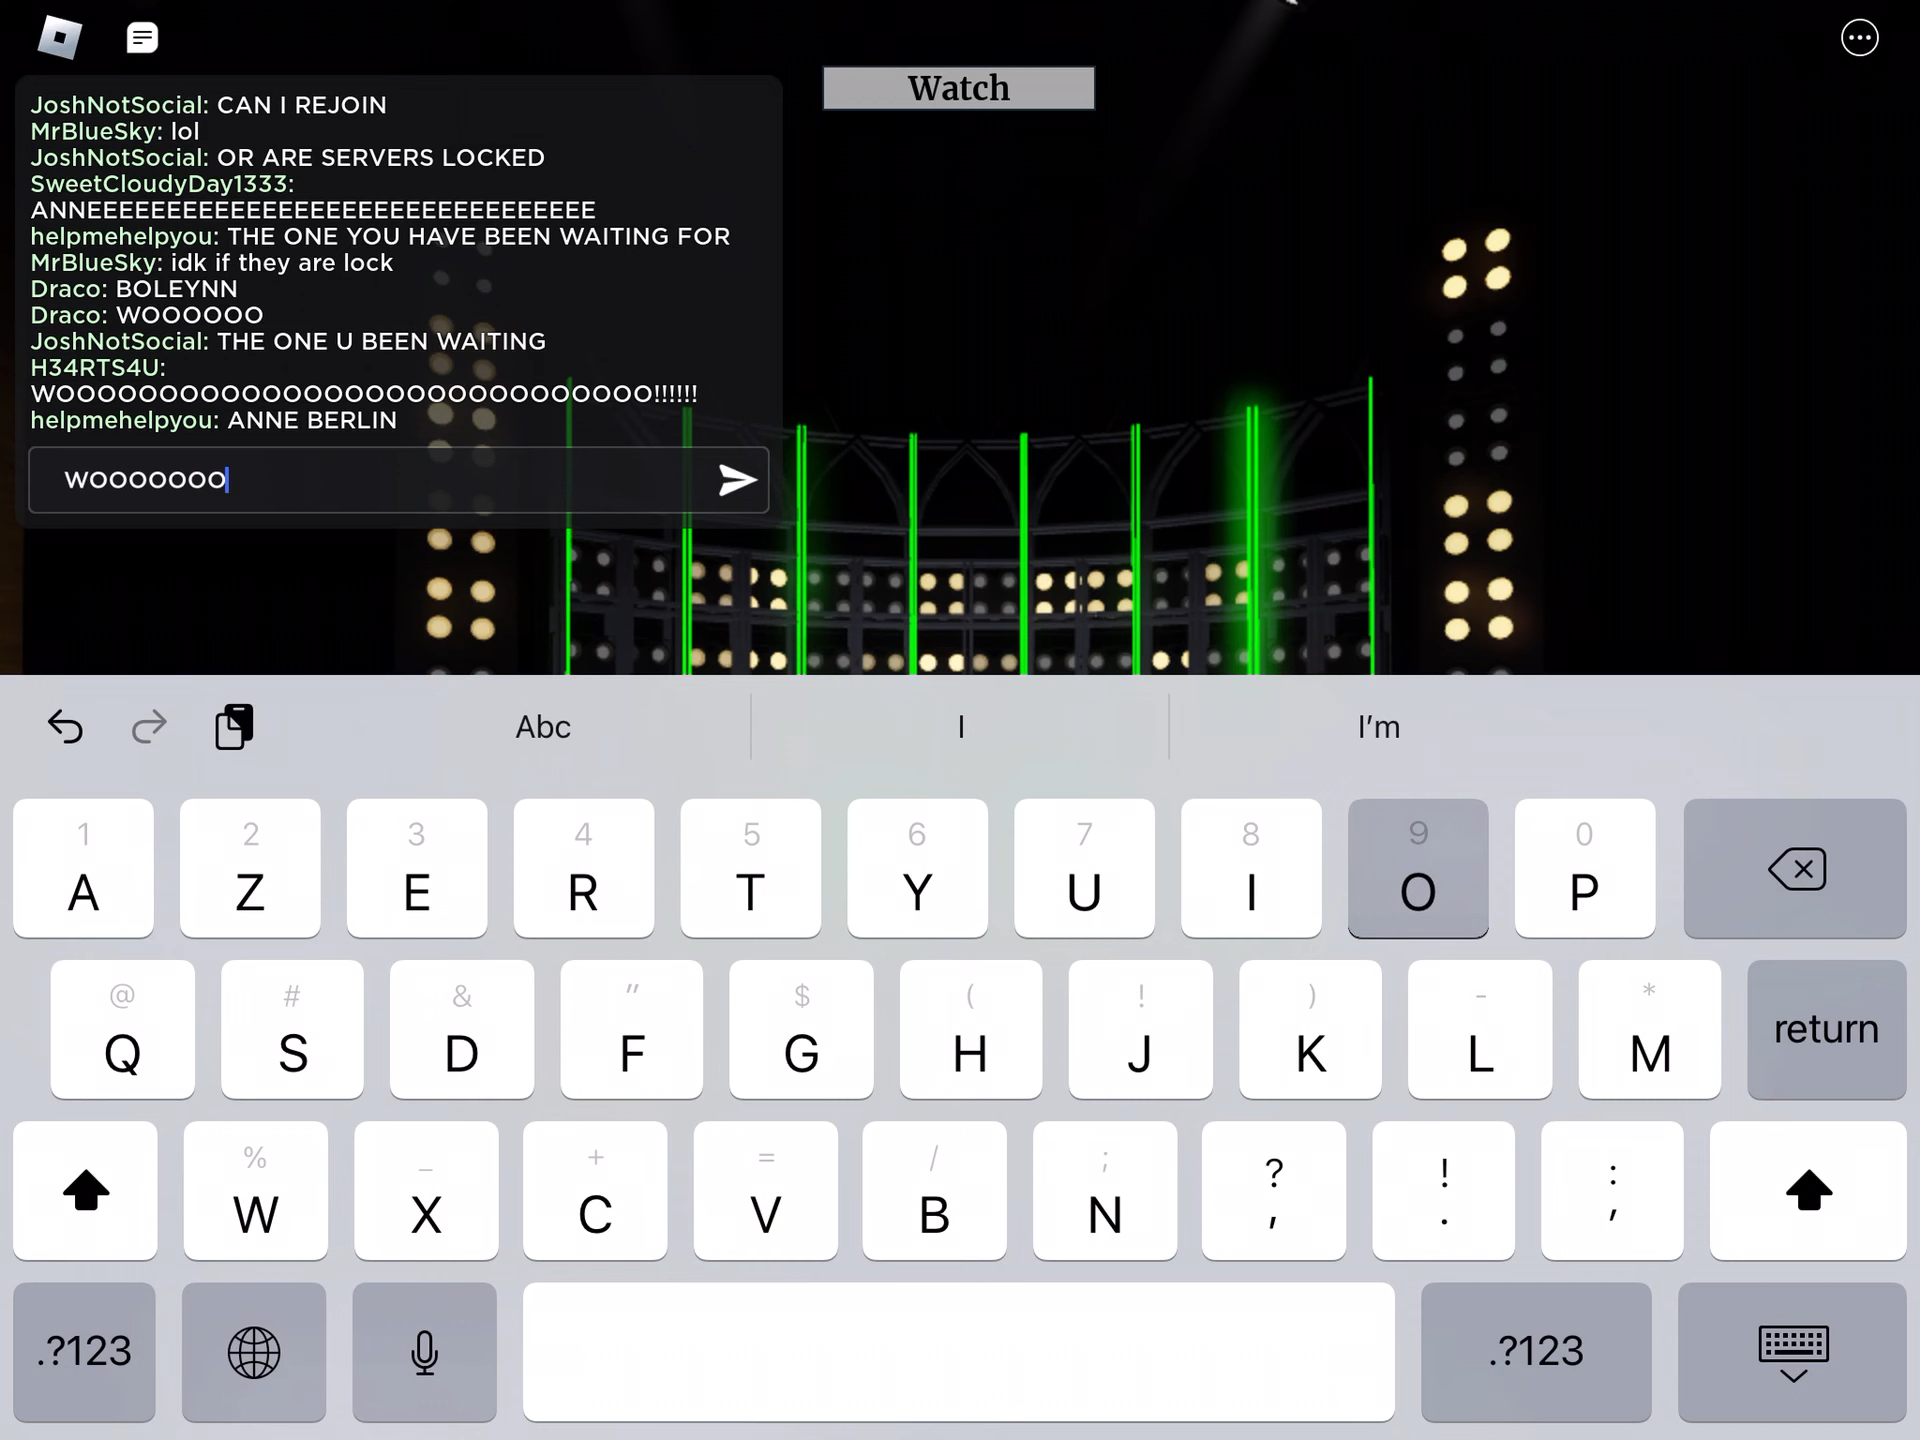 Watch
JoshNotSocial: CAN I REJOIN
MrBlueSky: lol
JoshNotSocial: OR ARE SERVERS LOCKED
SweetCloudyDay1333:
ANNEEEEEEEEEEEEEEEEEEEEEEEEEEEEEEEE
helpmehelpyou: THE ONE YOU HAVE BEEN WAITING FOR
MrBlueSky: idk if they are lock
Draco: BOLEYNN
Draco: WOOOOOO
JoshNotSocial: THE ONE U BEEN WAITING
H34RTS4U:
WOOOOOOOOOOOOOOOOOOOOOOOOOOOOO!!!!!!
helpmehelpyou: ANNE BERLIN
WOOOOOOO
Abc I I’m
1 2 3 4 5 6 7 8 9 0
A Z E R T Y U I O P
@ # & " $ ( ! ) - *
Q S D F G H J K L M return
% _ + = / ; ? ! :
W X C V B N , . ,
.?123 .?123